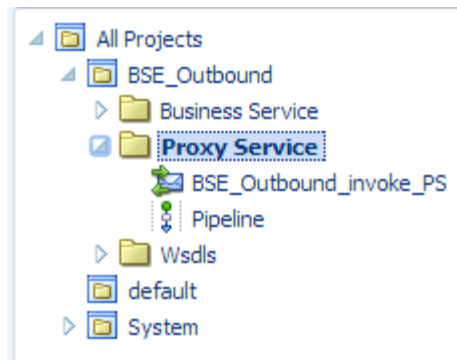 All Projects
BSE_Outbound
Business Service
Proxy Service
BSE_Outbound_invoke_PS
Pipeline
Wsdls
default
System